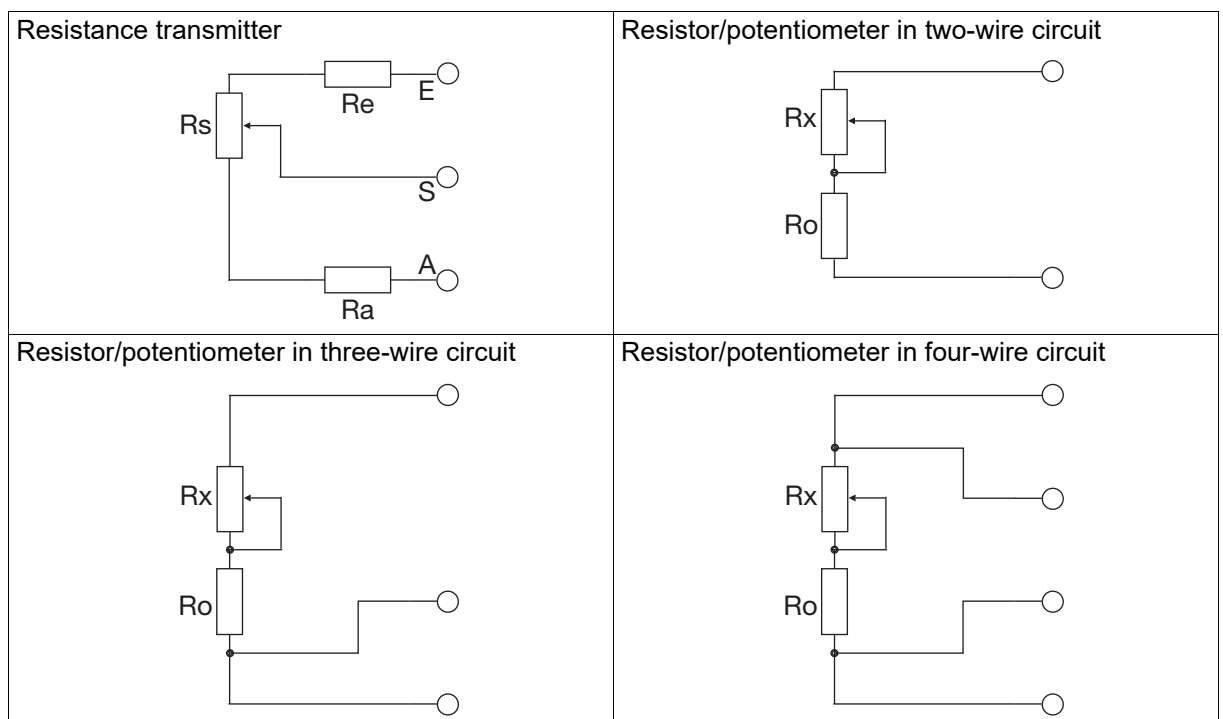 Resistance transmitter
Re
E
Rs
S
A
Ra
Resistor/potentiometer in two-wire circuit
Rx
Ro
Resistor/potentiometer in three-wire circuit
Rx
Ro
Resistor/potentiometer in four-wire circuit
Rx
Ro